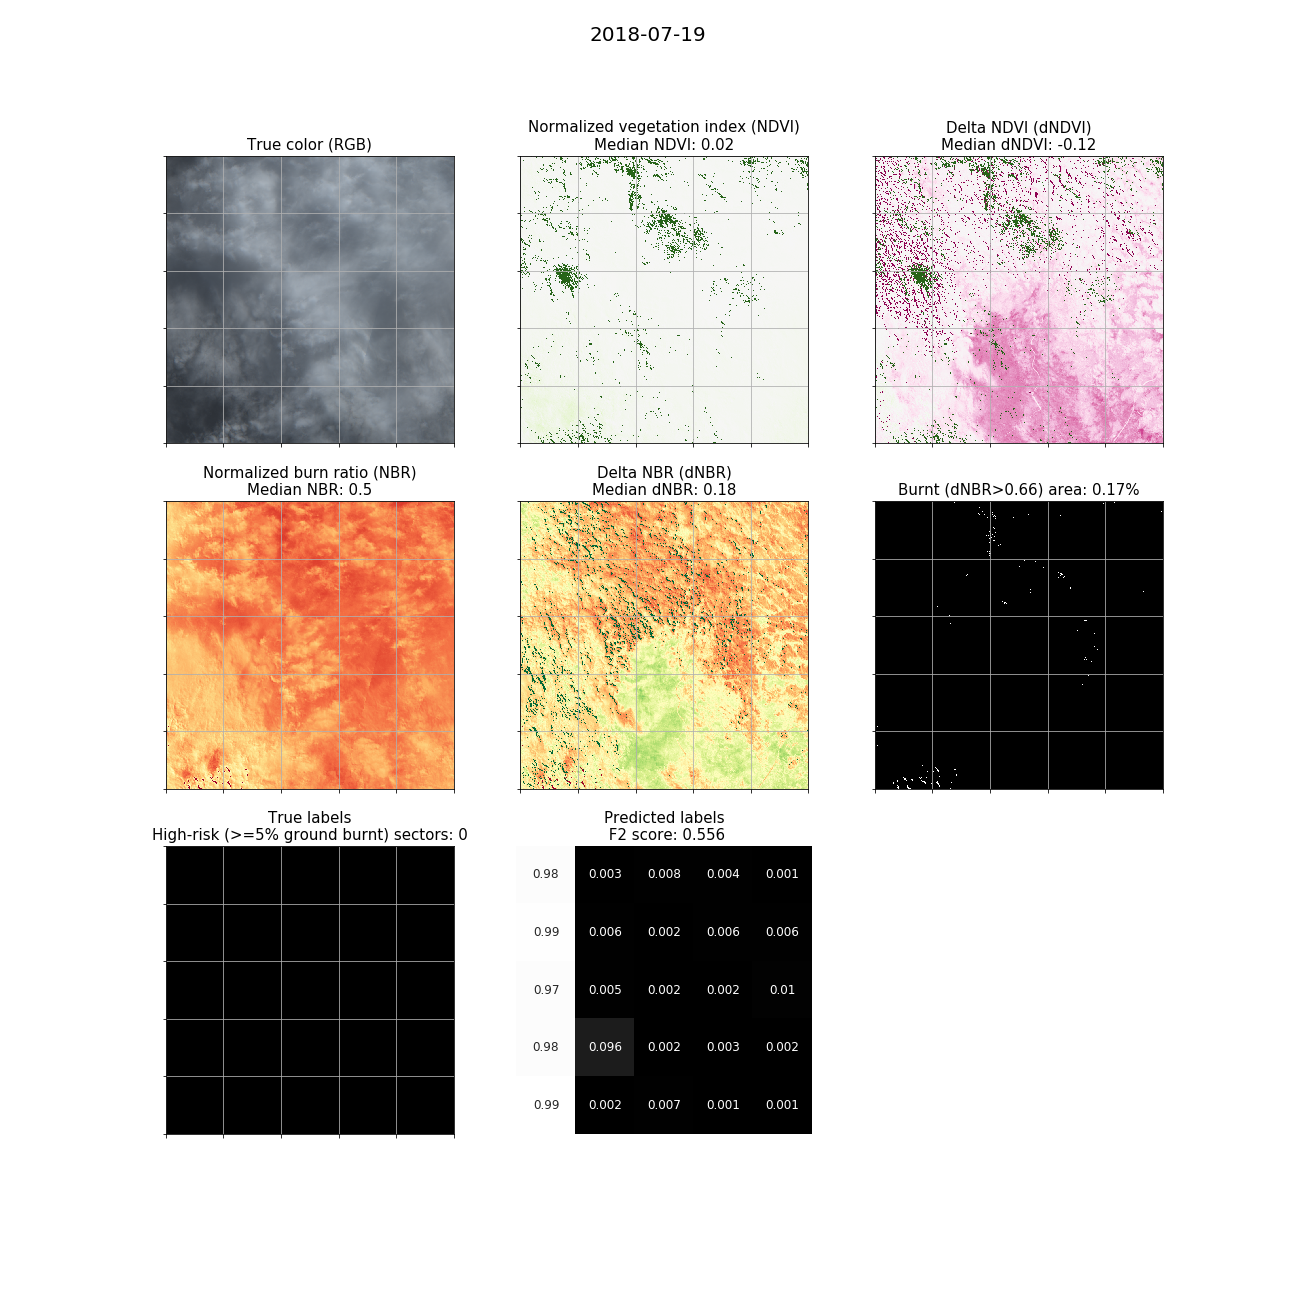 2018-07-19
True color (RGB)
Normalized vegetation index (NDVI)
Median NDVI: 0.02
Delta NDVI (dNDVI)
Median dNDVI: -0.12
Normalized burn ratio (NBR)
Median NBR: 0.5
Delta NBR (dNBR)
Median dNBR: 0.18
Burnt (dNBR>0.66) area: 0.17%
True labels
High-risk (>=5% ground burnt) sectors: 0
Predicted labels
F2 score: 0.556
0.98 0.003 0.008 0.004 0.001
0.99 0.006 0.002 0.006 0.006
0.97 0.005 0.002 0.002 0.01
0.98 0.096 0.002 0.003 0.002
0.99 0.002 0.007 0.001 0.001